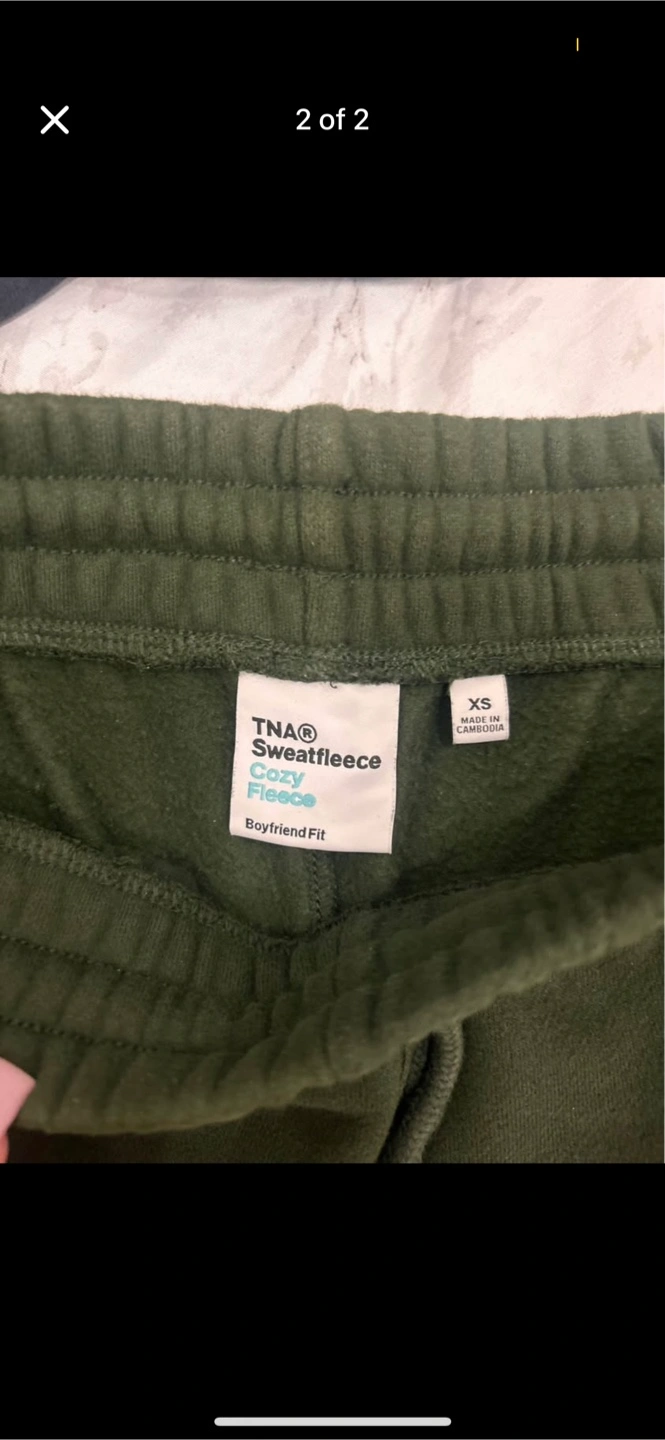 2 of 2
TNA®
Sweatfleece
Cozy
Fleece
Boyfriend Fit
XS
MADE IN
CAMBODIA